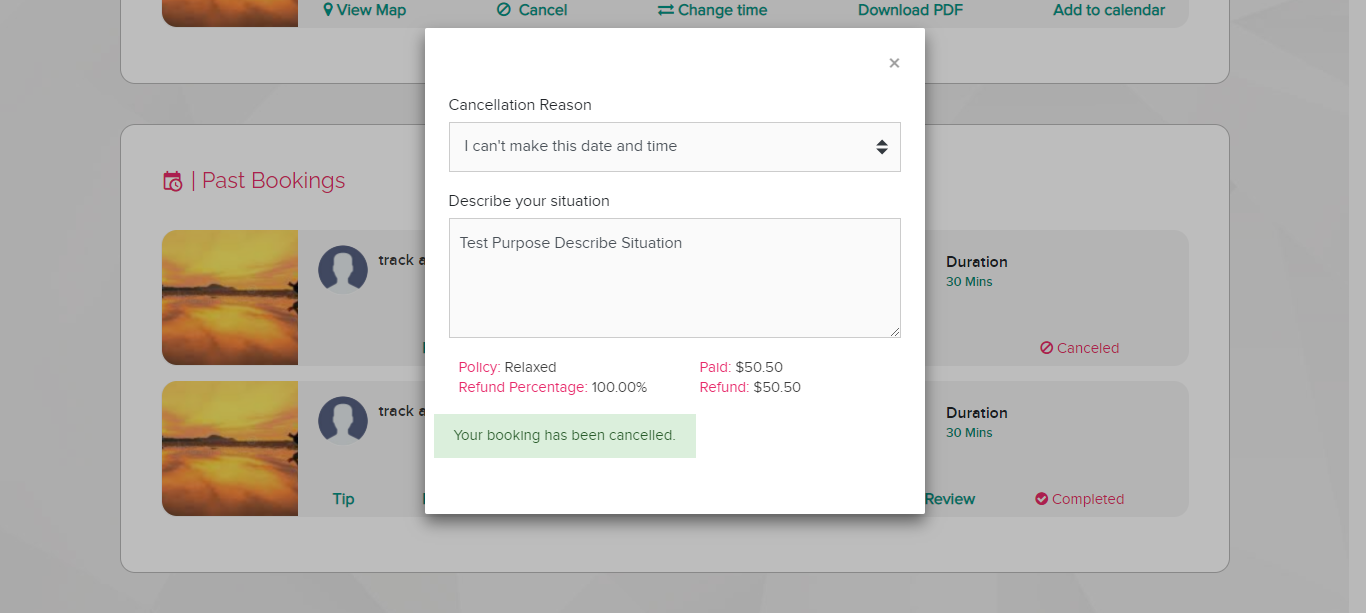 View Map
Cancel
Change time
Download PDF
Add to calendar
×
Cancellation Reason
I can't make this date and time
Describe your situation
Test Purpose Describe Situation
Policy: Relaxed
Paid: $50.50
Refund Percentage: 100.00%
Refund: $50.50
Your booking has been cancelled.
| Past Bookings
track a
Duration
30 Mins
Canceled
track a
Duration
30 Mins
Tip
Review
Completed